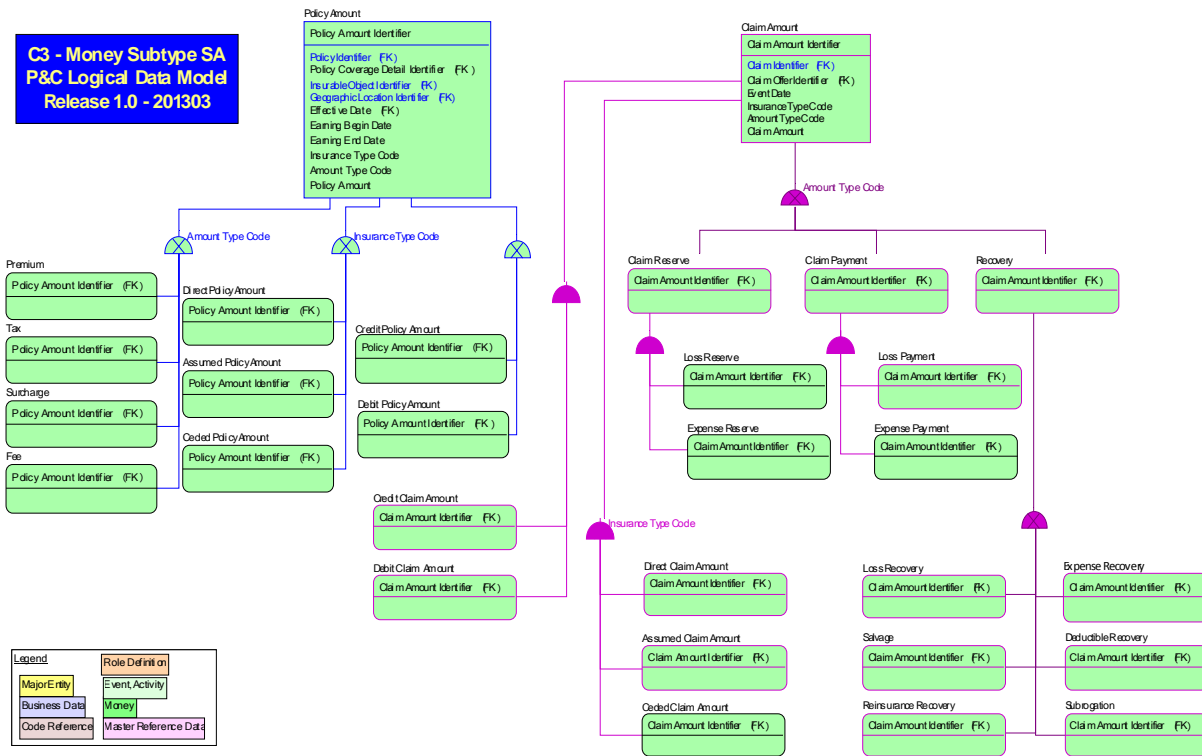 C3 - Money Subtype SA
P&C Logical Data Model
Release 1.0 - 201303
Policy Amount
Policy Amount Identifier
Policy Identifier (FK)
Policy Coverage Detail Identifier (FK)
Insurable Object Identifier (FK)
Geographic Location Identifier (FK)
Effective Date (FK)
Earning Begin Date
Earning End Date
Insurance Type Code
Amount Type Code
Policy Amount
Amount Type Code
Insurance Type Code
Premium
Policy Amount Identifier (FK)
Tax
Policy Amount Identifier (FK)
Surcharge
Policy Amount Identifier (FK)
Fee
Policy Amount Identifier (FK)
Direct Policy Amount
Policy Amount Identifier (FK)
Assumed Policy Amount
Policy Amount Identifier (FK)
Ceded Policy Amount
Policy Amount Identifier (FK)
Credit Policy Amount
Policy Amount Identifier (FK)
Debit Policy Amount
Policy Amount Identifier (FK)
Claim Amount
Claim Amount Identifier
Claim Identifier (FK)
Claim Offer Identifier (FK)
Event Date
Insurance Type Code
Amount Type Code
Claim Amount
Amount Type Code
Claim Reserve
Claim Amount Identifier (FK)
Claim Payment
Claim Amount Identifier (FK)
Recovery
Claim Amount Identifier (FK)
Loss Reserve
Claim Amount Identifier (FK)
Expense Reserve
Claim Amount Identifier (FK)
Loss Payment
Claim Amount Identifier (FK)
Expense Payment
Claim Amount Identifier (FK)
Credit Claim Amount
Claim Amount Identifier (FK)
Debit Claim Amount
Claim Amount Identifier (FK)
Insurance Type Code
Direct Claim Amount
Claim Amount Identifier (FK)
Assumed Claim Amount
Claim Amount Identifier (FK)
Ceded Claim Amount
Claim Amount Identifier (FK)
Loss Recovery
Claim Amount Identifier (FK)
Expense Recovery
Claim Amount Identifier (FK)
Salvage
Claim Amount Identifier (FK)
Deductible Recovery
Claim Amount Identifier (FK)
Reinsurance Recovery
Claim Amount Identifier (FK)
Subrogation
Claim Amount Identifier (FK)
Legend
Role Definition
Major Entity
Event, Activity
Business Data
Money
Code Reference
Master Reference Data